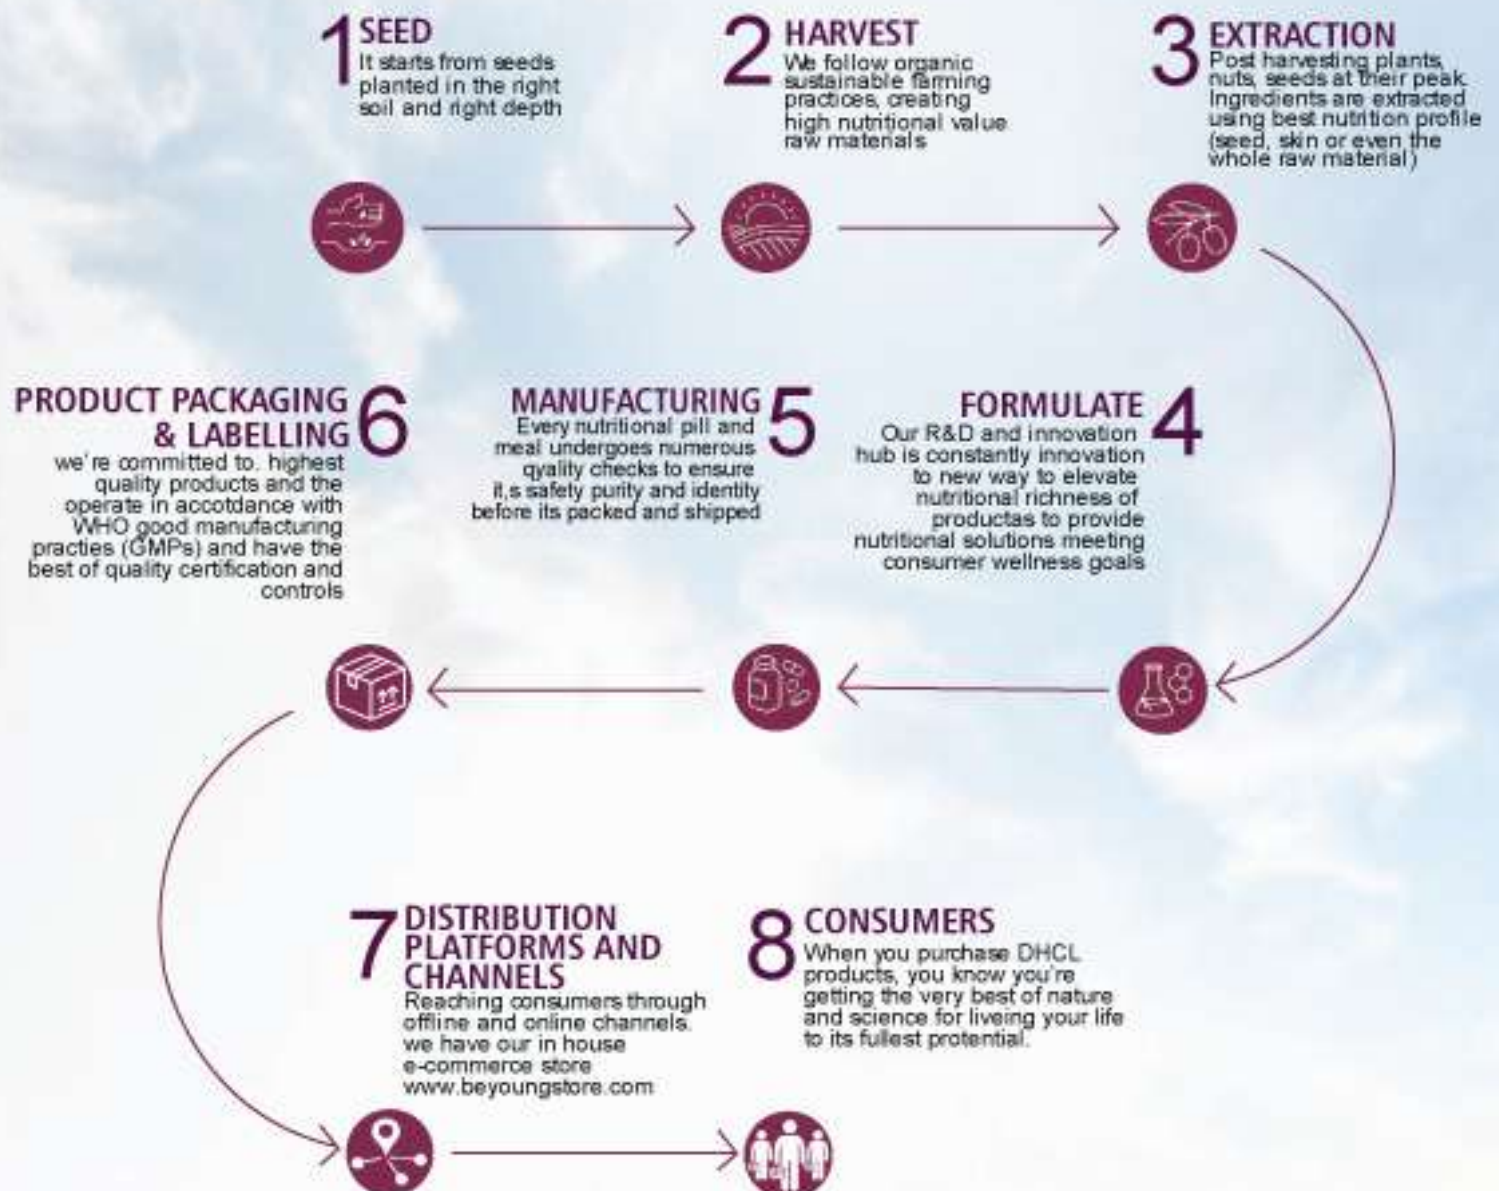 1 SEED
It starts from seeds
planted in the right
soil and right depth
2 HARVEST
We follow organic
sustainable farming
practices, creating
high nutritional value
raw materials
3 EXTRACTION
Post harvesting plants,
nuts, seeds at their peak.
Ingredients are extracted
using best nutrition profile
(seed, skin or even the
whole raw material)
FORMULATE 4
Our R&D and innovation
hub is constantly innovation
to new way to elevate
nutritional richness of
productas to provide
nutritional solutions meeting
consumer wellness goals
MANUFACTURING 5
Every nutritional pill and
meal undergoes numerous
qyality checks to ensure
it,s safety purity and identity
before its packed and shipped
PRODUCT PACKAGING
& LABELLING 6
we're committed to. highest
quality products and the
operate in accotdance with
WHO good manufacturing
practies (GMPs) and have the
best of quality certification and
controls
7 DISTRIBUTION
PLATFORMS AND
CHANNELS
Reaching consumers through
offline and online channels.
we have our in house
e-commerce store
www.beyoungstore.com
8 CONSUMERS
When you purchase DHCL
products, you know you're
getting the very best of nature
and science for liveing your life
to its fullest protential.